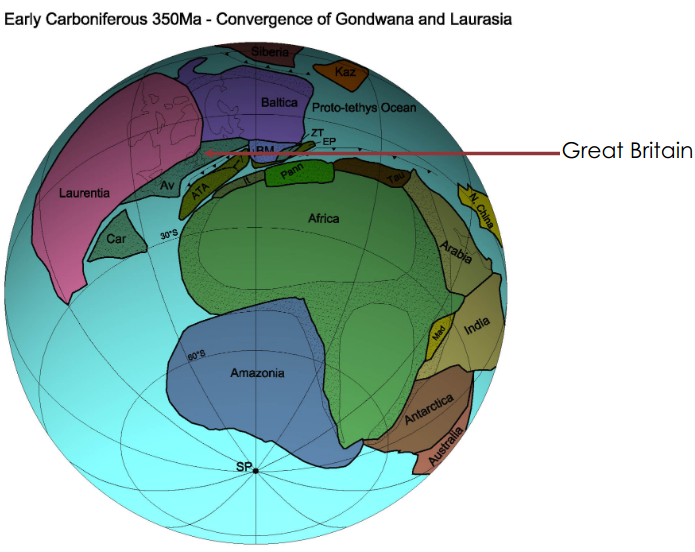 Early Carboniferous 350Ma - Convergence of Gondwana and Laurasia
Siberia
Kaz
Baltica
Proto-tethys Ocean
ZT
EP
BM
Great Britain
Laurentia
Av
ATA
It
Pann
Tau
N. China
Car
30°S
Africa
Arabia
Mad
India
60°S
Amazonia
Antarctica
Australia
SP